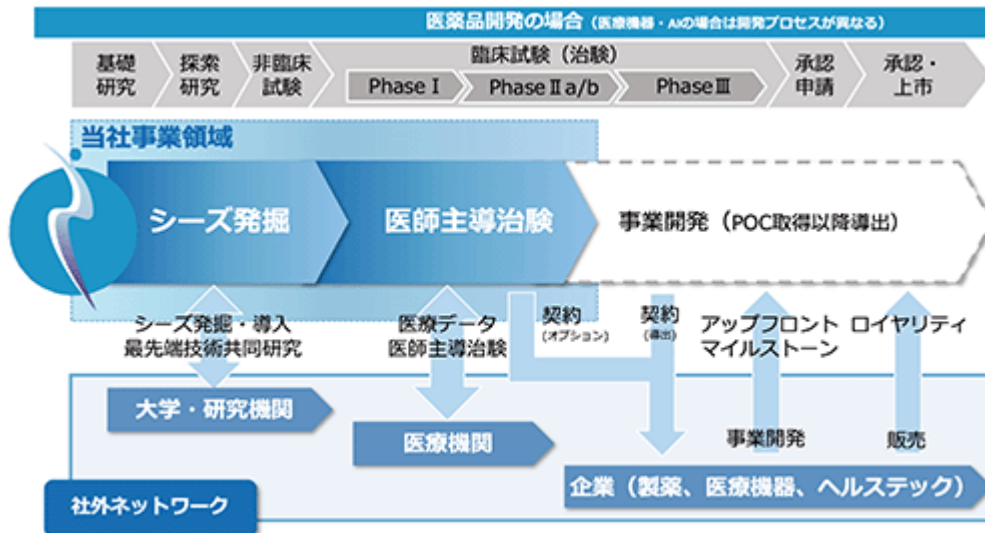 医薬品開発の場合（医療機器・AIの場合は開発プロセスが異なる）
基礎
研究
探索
研究
非臨床
試験
臨床試験（治験）
Phase Ⅰ
Phase Ⅱ a/b
Phase Ⅲ
承認
申請
承認・
上市
当社事業領域
シーズ発掘
医師主導治験
事業開発（POC取得以降導出）
シーズ発掘・導入
最先端技術共同研究
医療データ
医師主導治験
契約
(オプション)
契約
(導出)
アップフロント
マイルストーン
ロイヤリティ
大学・研究機関
医療機関
事業開発
販売
企業（製薬、医療機器、ヘルステック）
社外ネットワーク